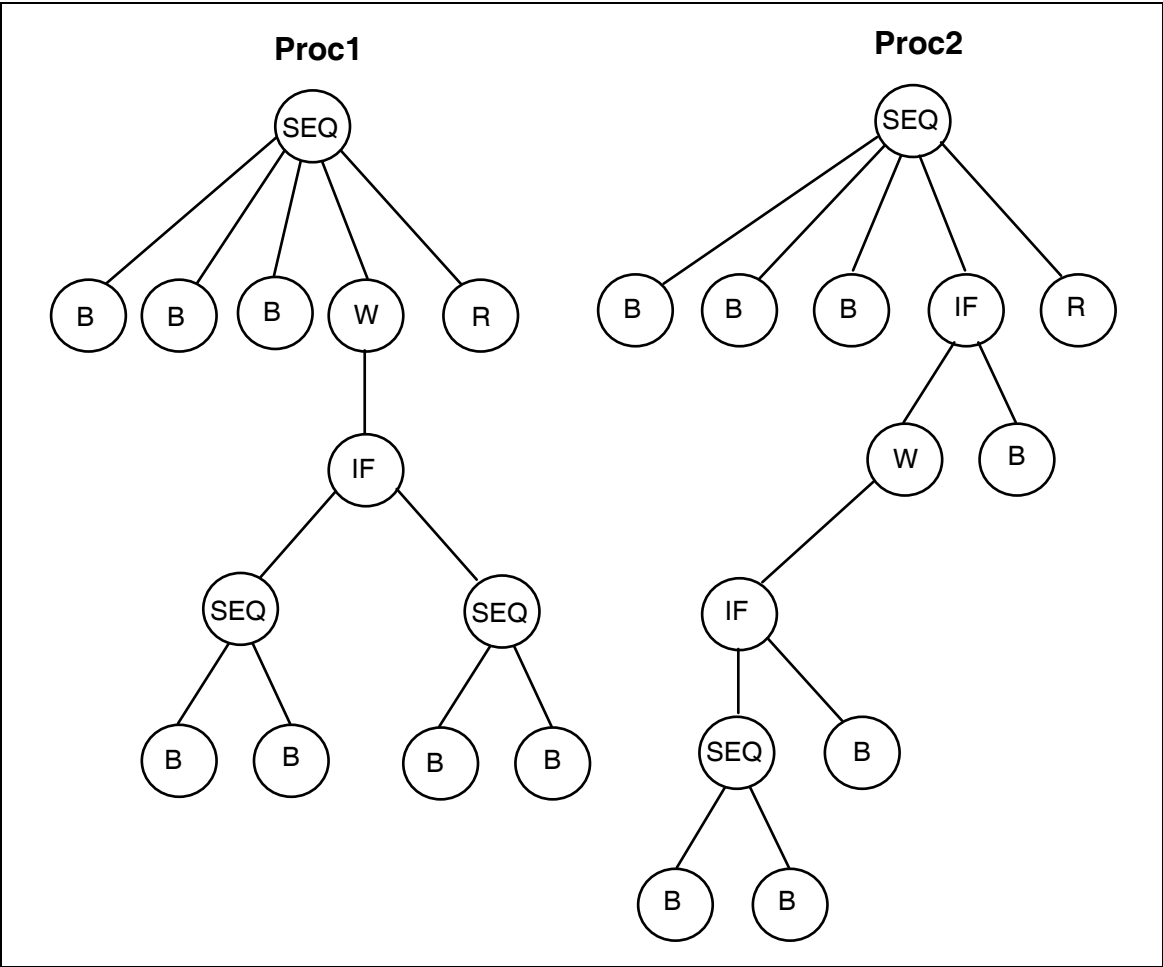 Proc1
SEQ
B B B W R
IF
SEQ SEQ
B B B B
Proc2
SEQ
B B B IF R
W B
IF
SEQ B
B B